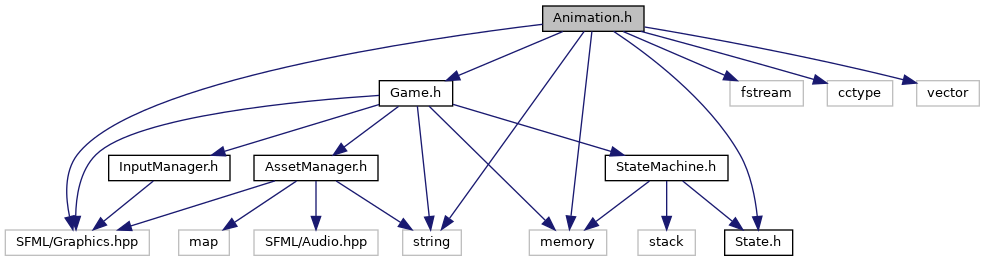 Animation.h
Game.h
fstream
cctype
vector
InputManager.h
AssetManager.h
StateMachine.h
SFML/Graphics.hpp
map
SFML/Audio.hpp
string
memory
stack
State.h